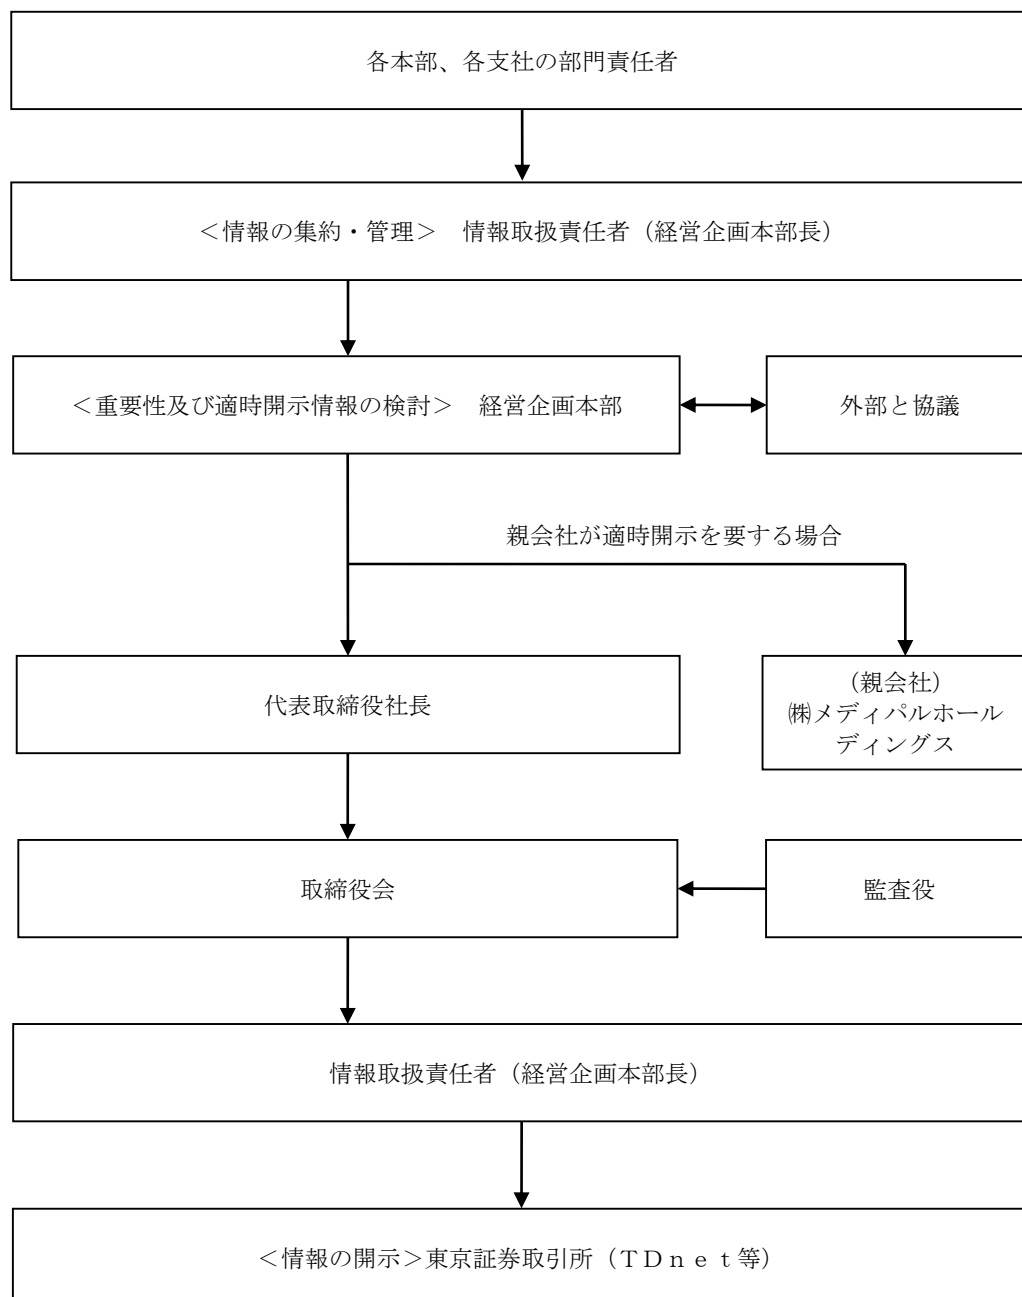 各本部、各支社の部門責任者
＜情報の集約・管理＞　情報取扱責任者（経営企画本部長）
＜重要性及び適時開示情報の検討＞　経営企画本部
外部と協議
親会社が適時開示を要する場合
代表取締役社長
（親会社）
㈱メディパルホール
ディングス
取締役会
監査役
情報取扱責任者（経営企画本部長）
＜情報の開示＞東京証券取引所（ＴＤｎｅｔ等）